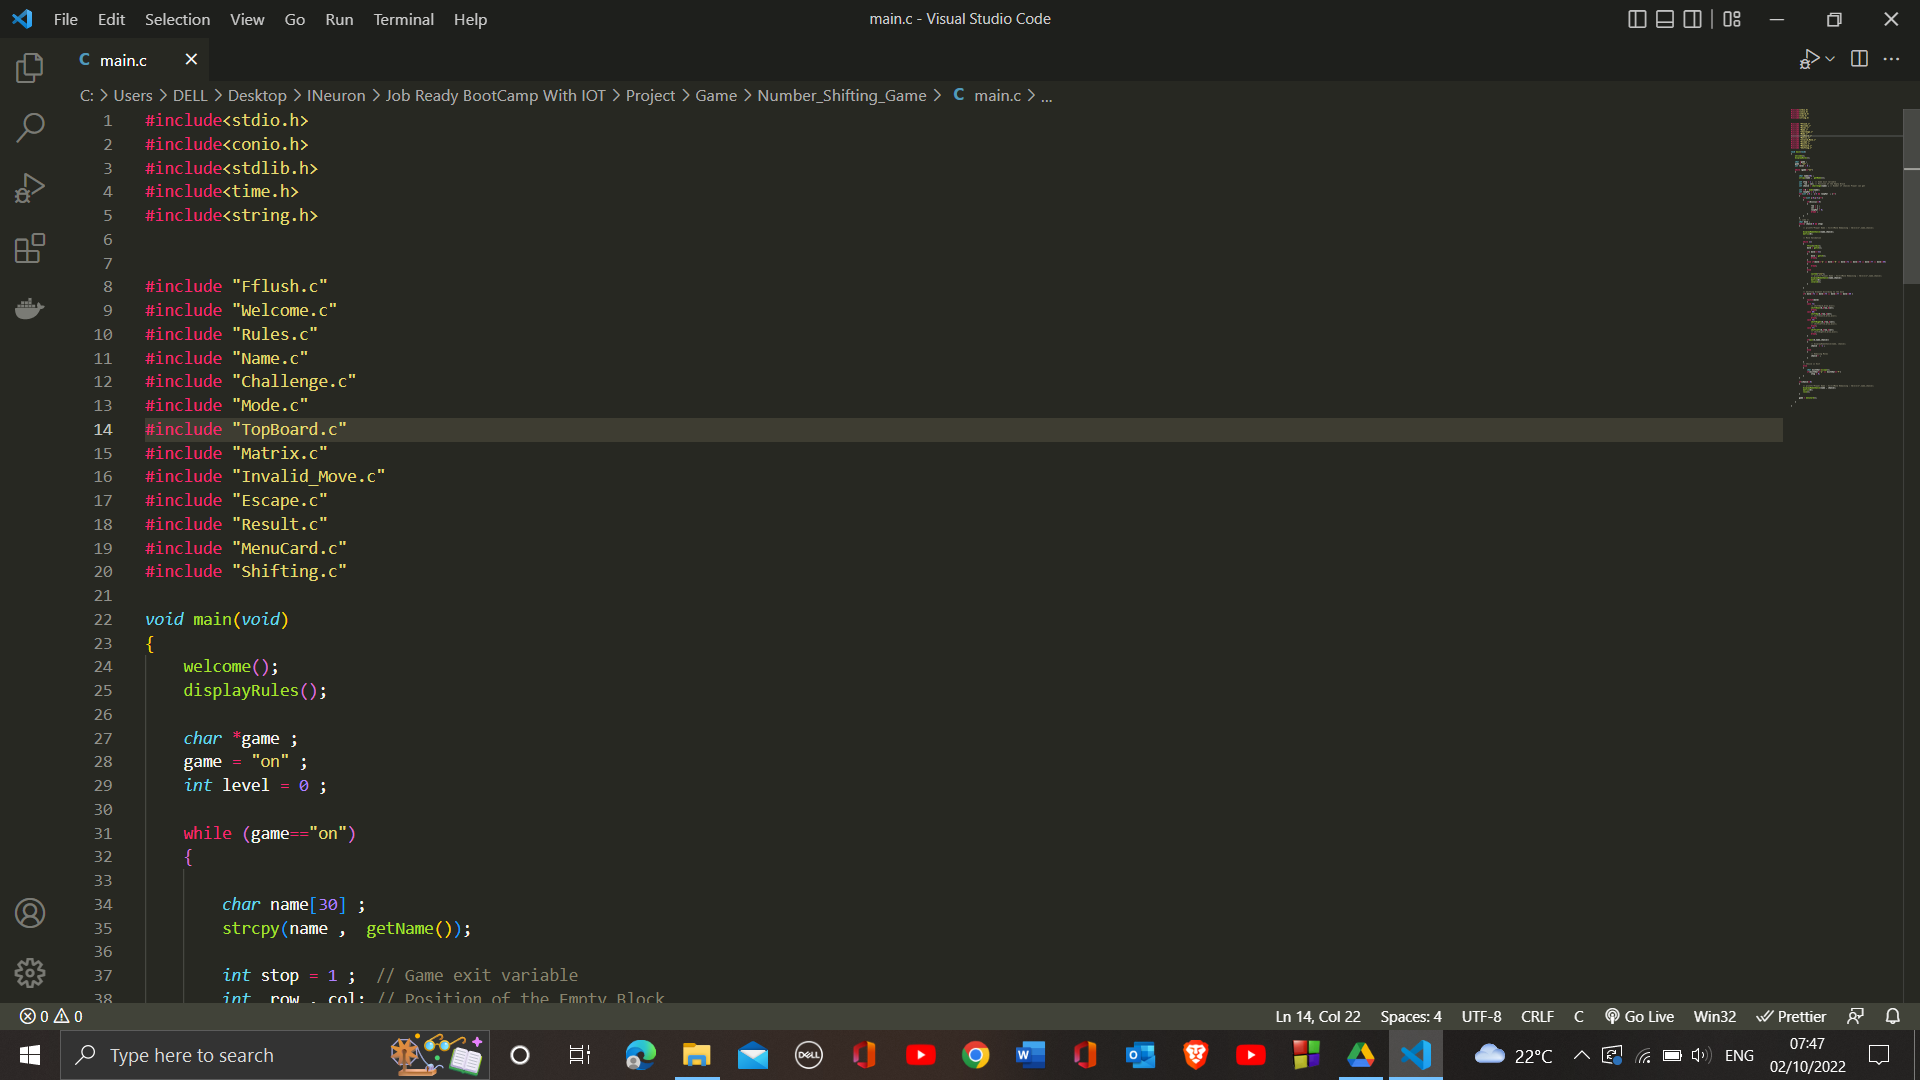 File Edit Selection View Go Run Terminal Help
main.c - Visual Studio Code
C main.c
C: > Users > DELL > Desktop > INeuron > Job Ready BootCamp With IOT > Project > Game > Number_Shifting_Game > C main.c > ...
1 #include<stdio.h>
2 #include<conio.h>
3 #include<stdlib.h>
4 #include<time.h>
5 #include<string.h>
6
7
8 #include "Fflush.c"
9 #include "Welcome.c"
10 #include "Rules.c"
11 #include "Name.c"
12 #include "Challenge.c"
13 #include "Mode.c"
14 #include "TopBoard.c"
15 #include "Matrix.c"
16 #include "Invalid_Move.c"
17 #include "Escape.c"
18 #include "Result.c"
19 #include "MenuCard.c"
20 #include "Shifting.c"
21
22 void main(void)
23 {
24 welcome();
25 displayRules();
26
27 char *game ;
28 game = "on" ;
29 int level = 0 ;
30
31 while (game=="on")
32 {
33
34 char name[30] ;
35 strcpy(name ,  getName());
36
37 int stop = 1 ;  // Game exit variable
38 int  row , col; // Position of the Empty Block
0 0
Ln 14, Col 22 Spaces: 4 UTF-8 CRLF C Go Live Win32 Prettier
Type here to search
DELL
22°C
ENG
07:47
02/10/2022